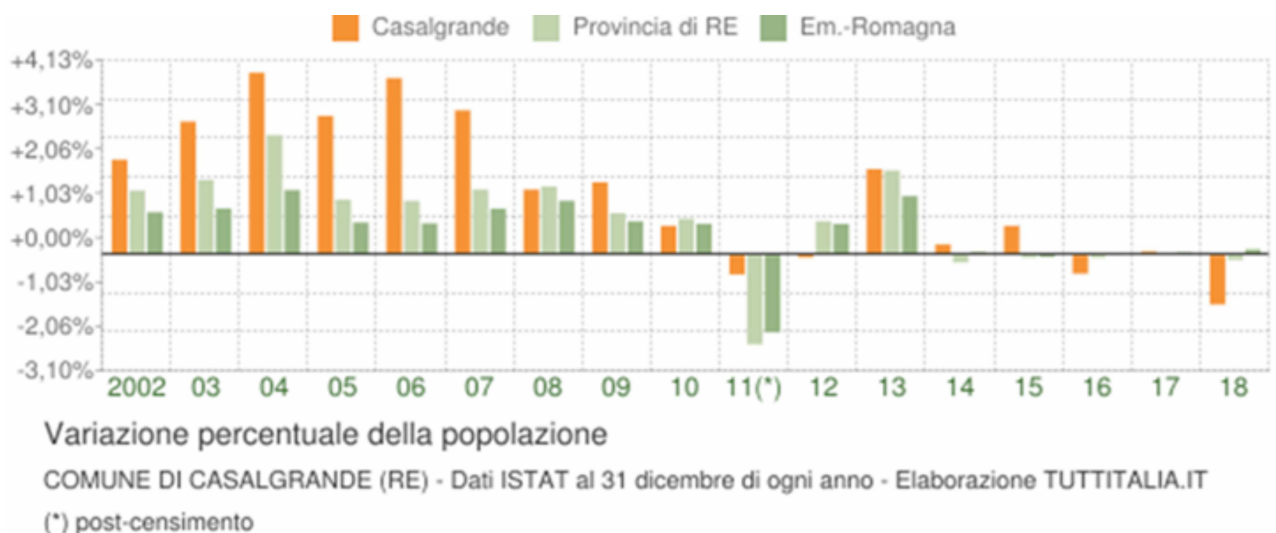 Casalgrande Provincia di RE Em.-Romagna
+4,13%
+3,10%
+2,06%
+1,03%
+0,00%
-1,03%
-2,06%
-3,10%
2002 03 04 05 06 07 08 09 10 11(*) 12 13 14 15 16 17 18
Variazione percentuale della popolazione
COMUNE DI CASALGRANDE (RE) - Dati ISTAT al 31 dicembre di ogni anno - Elaborazione TUTTITALIA.IT
(*) post-censimento